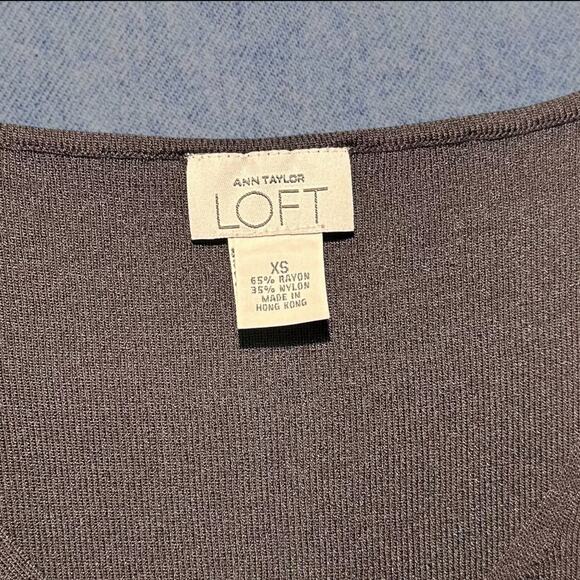 ANN TAYLOR
LOFT
XS
65% RAYON
35% NYLON
MADE IN
HONG KONG